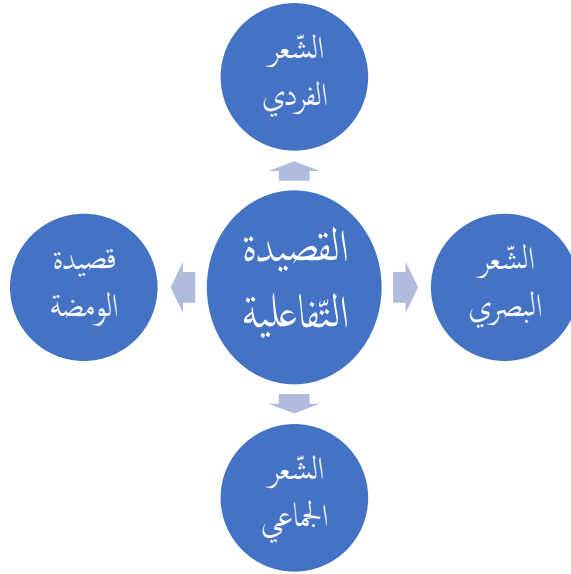 الشّعر
الفردي
القصيدة
التّفاعلية
الشّعر
البصري
قصيدة
الومضة
الشّعر
الجماعي